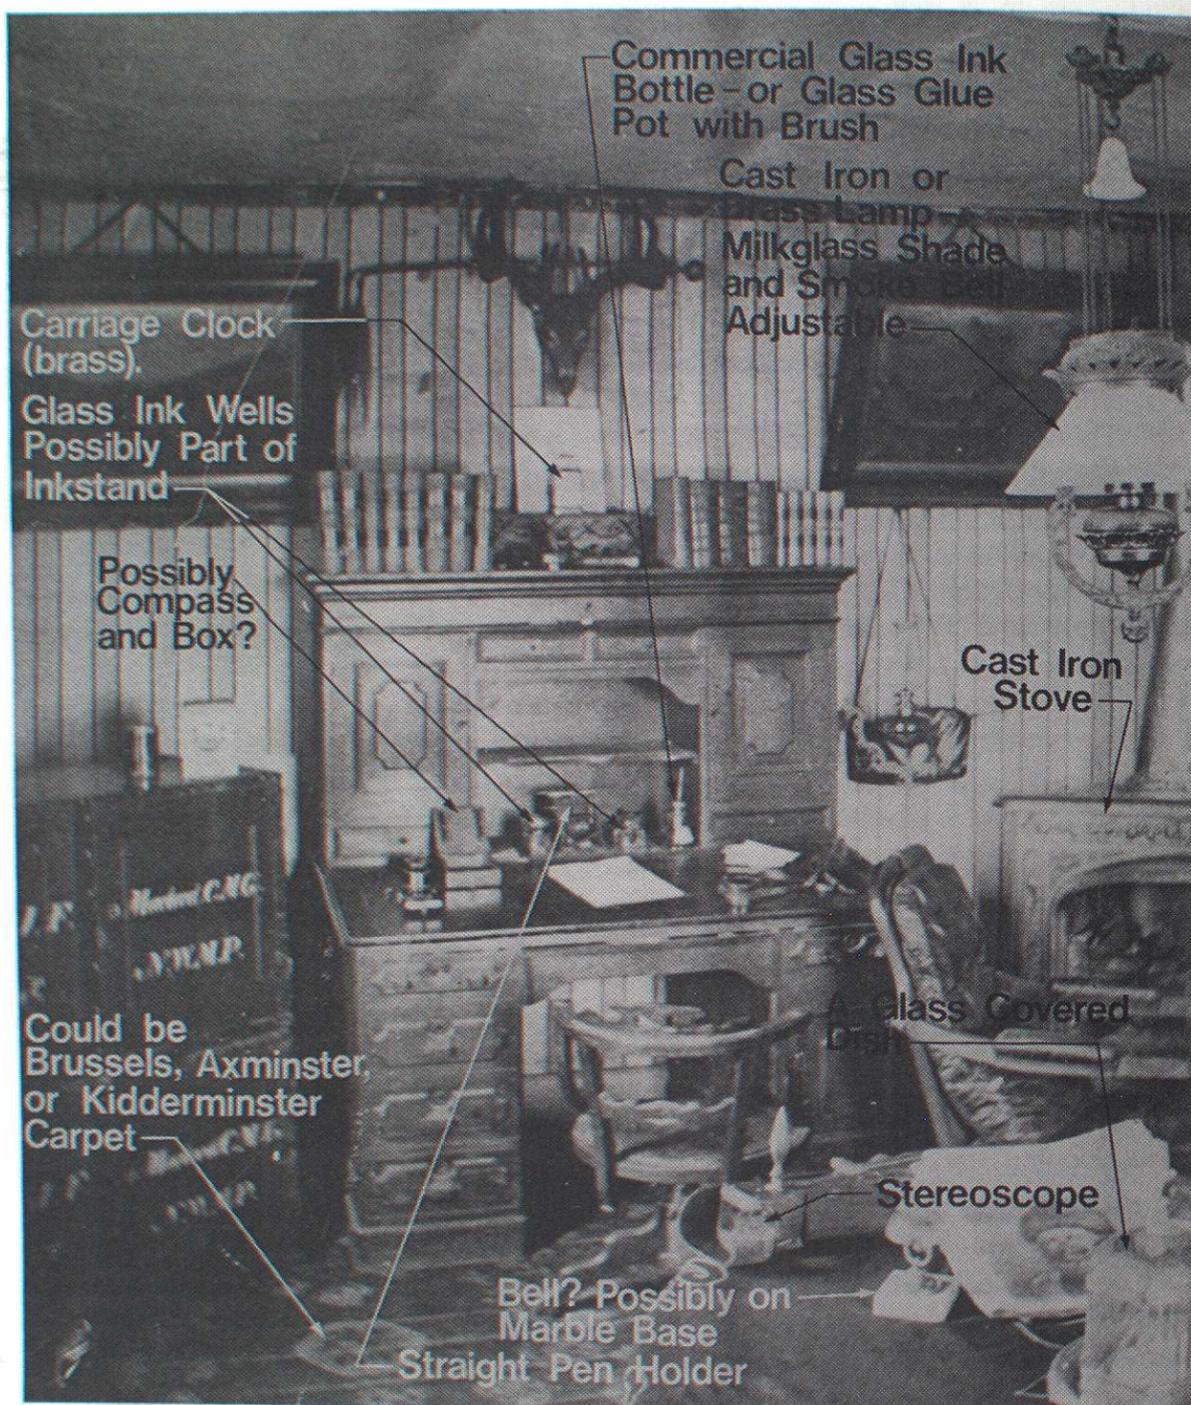 Commercial Glass Ink
Bottle-or Glass Glue
Pot with Brush
Cast Iron or
Brass Lamp
Milkglass Shade
and Smoke Bell
Adjustable
Carriage Clock
(brass).
Glass Ink Wells
Possibly Part of
Inkstand
Possibly
Compass
and Box?
Cast Iron
Stove
C.M.G.
N.W.M.P.
A Glass Covered
Dish
Could be
Brussels, Axminster,
or Kidderminster
Carpet
Stereoscope
Bell? Possibly on
Marble Base
Straight Pen Holder